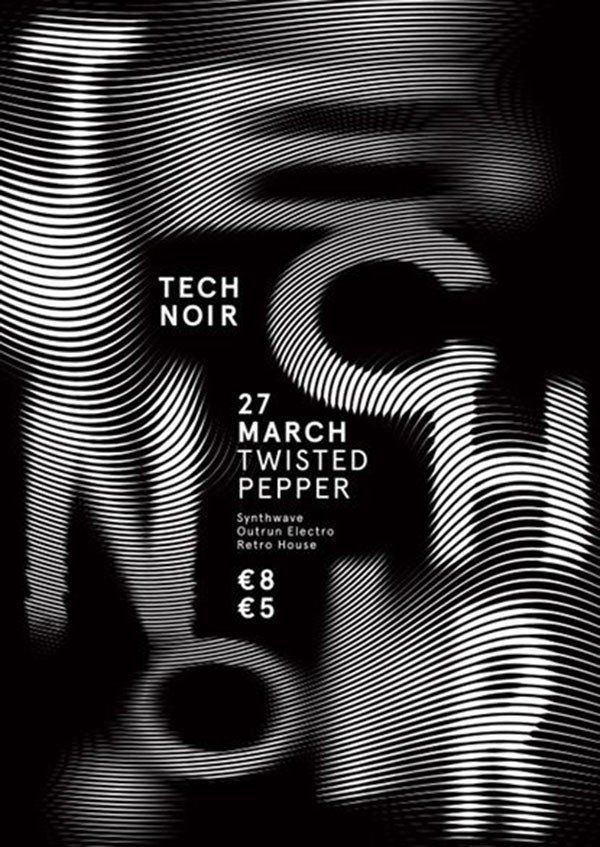 TECH
NOIR
27
MARCH
TWISTED
PEPPER
Synthwave
Outrun Electro
Retro House
€8
€5
T
E
C
H
N
O
I
R